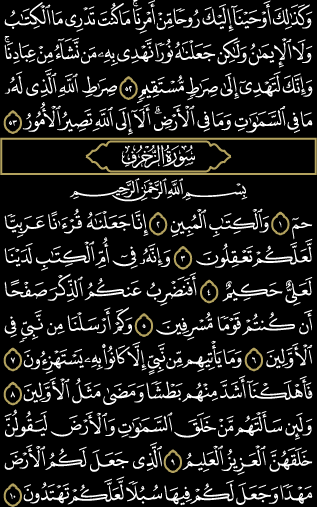 وَكَذَٰلِكَ أَوْحَيْنَآ إِلَيْكَ رُوحًا مِّنْ أَمْرِنَا ۚ مَا كُنتَ تَدْرِى مَا ٱلْكِتَٰبُ
وَلَا ٱلْإِيمَٰنُ وَلَٰكِن جَعَلْنَٰهُ نُورًا نَّهْدِى بِهِۦ مَن نَّشَآءُ مِنْ عِبَادِنَا ۚ
وَإِنَّكَ لَتَهْدِىٓ إِلَىٰ صِرَٰطٍ مُّسْتَقِيمٍ ٥٢ صِرَٰطِ ٱللَّهِ ٱلَّذِى لَهُۥ
مَا فِى ٱلسَّمَٰوَٰتِ وَمَا فِى ٱلْأَرْضِ ۗ أَلَآ إِلَى ٱللَّهِ تَصِيرُ ٱلْأُمُورُ ٥٣
سُورَةُ الزُّخْرُفِ
بِسْمِ ٱللَّهِ ٱلرَّحْمَٰنِ ٱلرَّحِيمِ
حمٓ ١ وَٱلْكِتَٰبِ ٱلْمُبِينِ ٢ إِنَّا جَعَلْنَٰهُ قُرْءَٰنًا عَرَبِيًّا
لَّعَلَّكُمْ تَعْقِلُونَ ٣ وَإِنَّهُۥ فِىٓ أُمِّ ٱلْكِتَٰبِ لَدَيْنَا
لَعَلِىٌّ حَكِيمٌ ٤ أَفَنَضْرِبُ عَنكُمُ ٱلذِّكْرَ صَفْحًا
أَن كُنتُمْ قَوْمًا مُّسْرِفِينَ ٥ وَكَمْ أَرْسَلْنَا مِن نَّبِىٍّ فِى
ٱلْأَوَّلِينَ ٦ وَمَا يَأْتِيهِم مِّن نَّبِىٍّ إِلَّا كَانُوا۟ بِهِۦ يَسْتَهْزِءُونَ ٧
فَأَهْلَكْنَآ أَشَدَّ مِنْهُم بَطْشًا وَمَضَىٰ مَثَلُ ٱلْأَوَّلِينَ ٨
وَلَئِن سَأَلْتَهُم مَّنْ خَلَقَ ٱلسَّمَٰوَٰتِ وَٱلْأَرْضَ لَيَقُولُنَّ
خَلَقَهُنَّ ٱلْعَزِيزُ ٱلْعَلِيمُ ٩ ٱلَّذِى جَعَلَ لَكُمُ ٱلْأَرْضَ
مَهْدًا وَجَعَلَ لَكُمْ فِيهَا سُبُلًا لَّعَلَّكُمْ تَهْتَدُونَ ١٠